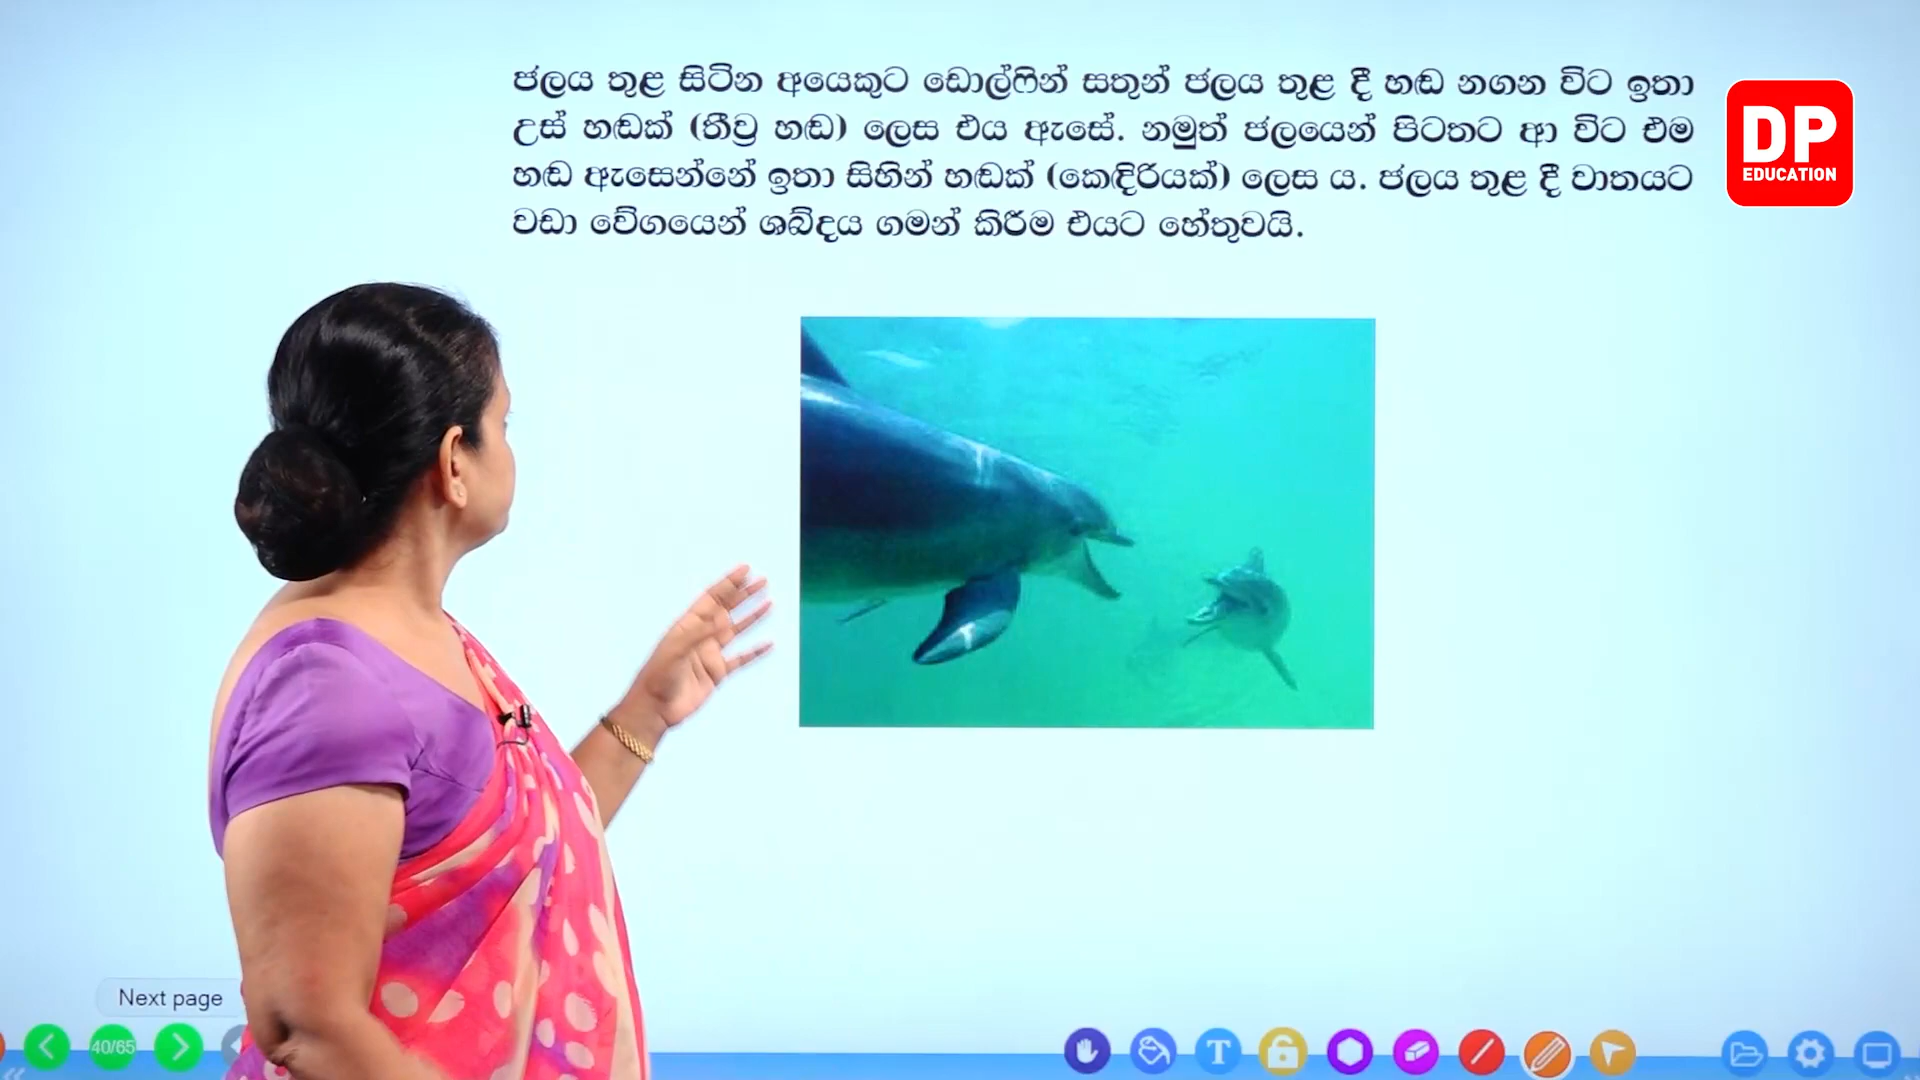 ජලය තුළ සිටින අයෙකුට ඩොල්ෆින් සතුන් ජලය තුළ දී හඬ නගන විට ඉතා
උස් හඬක් (තීව්‍ර හඬ) ලෙස එය ඇසේ. නමුත් ජලයෙන් පිටතට ආ විට එම
හඬ ඇසෙන්නේ ඉතා සිහින් හඬක් (කෙඳිරියක්) ලෙස ය. ජලය තුළ දී වාතයට
වඩා වේගයෙන් ශබ්දය ගමන් කිරීම එයට හේතුවයි.
DP
EDUCATION
Next page
40/65
T